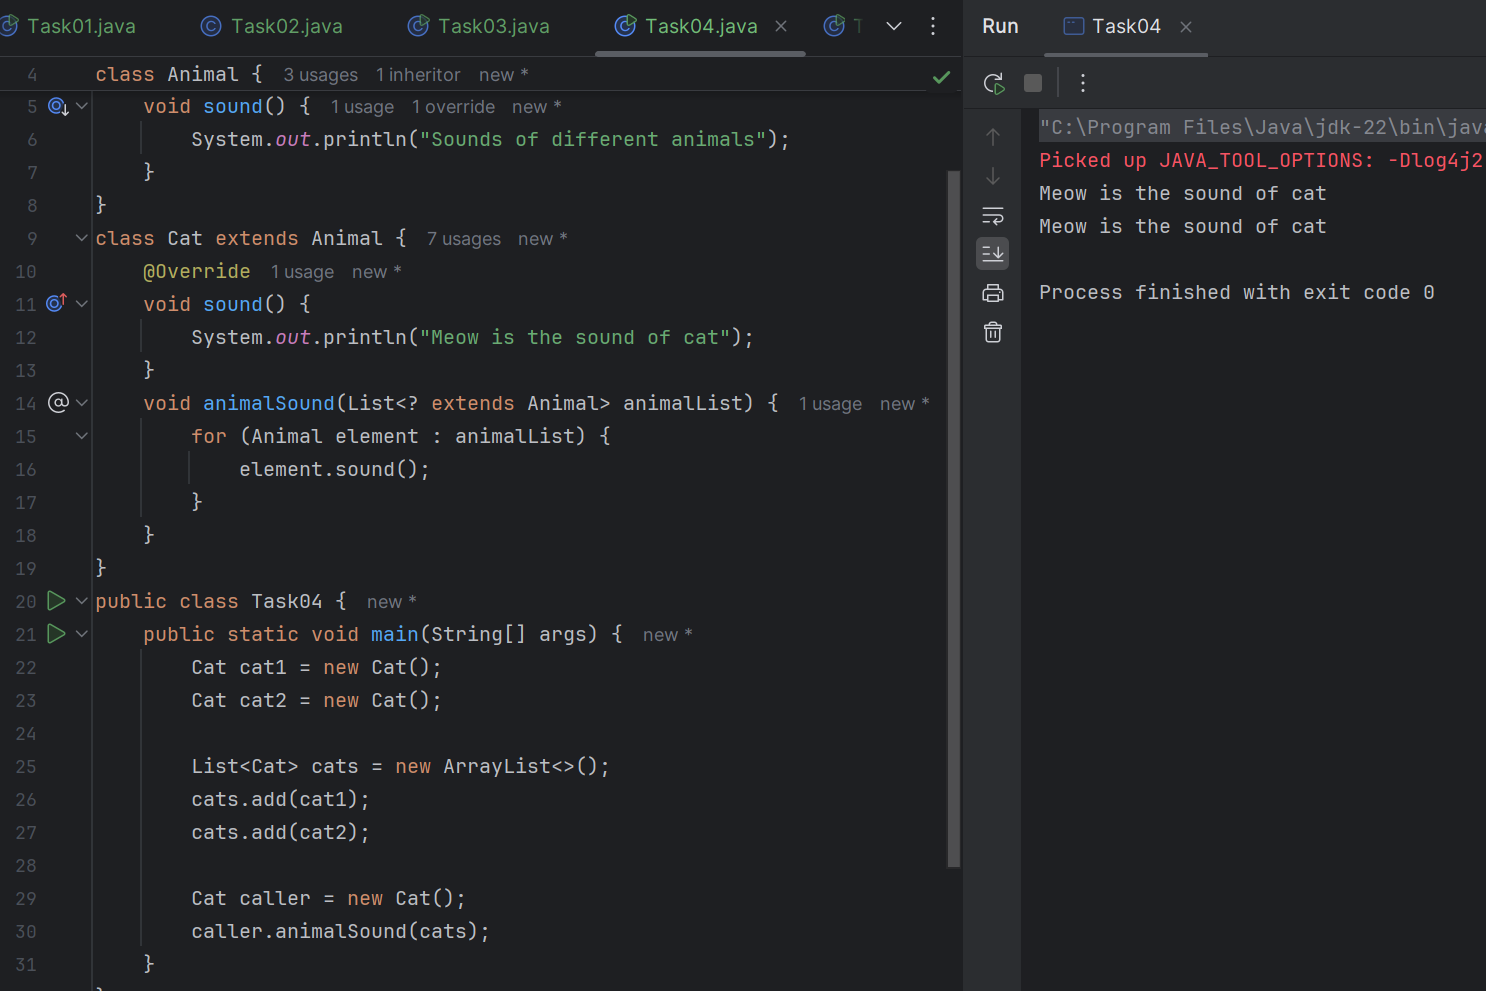 Task01.java Task02.java Task03.java Task04.java
4 class Animal { 3 usages 1 inheritor new *
5 void sound() { 1 usage 1 override new *
6 System.out.println("Sounds of different animals");
7 }
8 }
9 class Cat extends Animal { 7 usages new *
10 @Override 1 usage new *
11 void sound() {
12 System.out.println("Meow is the sound of cat");
13 }
14 void animalSound(List<? extends Animal> animalList) { 1 usage new *
15 for (Animal element : animalList) {
16 element.sound();
17 }
18 }
19 }
20 public class Task04 { new *
21 public static void main(String[] args) { new *
22 Cat cat1 = new Cat();
23 Cat cat2 = new Cat();
24
25 List<Cat> cats = new ArrayList<>();
26 cats.add(cat1);
27 cats.add(cat2);
28
29 Cat caller = new Cat();
30 caller.animalSound(cats);
31 }
Run Task04
"C:\Program Files\Java\jdk-22\bin\jav
Picked up JAVA_TOOL_OPTIONS: -Dlog4j2
Meow is the sound of cat
Meow is the sound of cat
Process finished with exit code 0